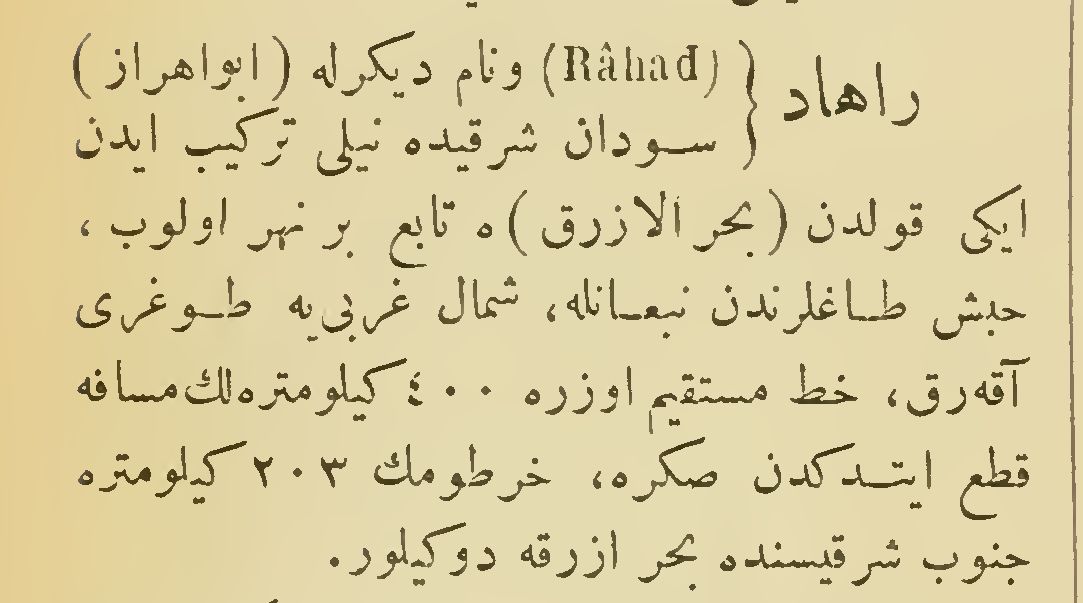 راهاد { (Râhad) ونام دیكرله (ابواهراز)
سودان شرقیده نیلی تركیب ایدن
ایكی قولدن (بحر الازرق)ه تابع بر نهر اولوب،
حبش طاغلرندن نبعانله، شمال غربی‌یه طوغری
آقه‌رق، خط مستقیم اوزره ٤٠٠ كیلومتره‌لك مسافه
قطع ایتدكدن صكره، خرطومك ٢٠٣ كیلومتره
جنوب شرقیسنده بحر ازرقه دوكیلور.